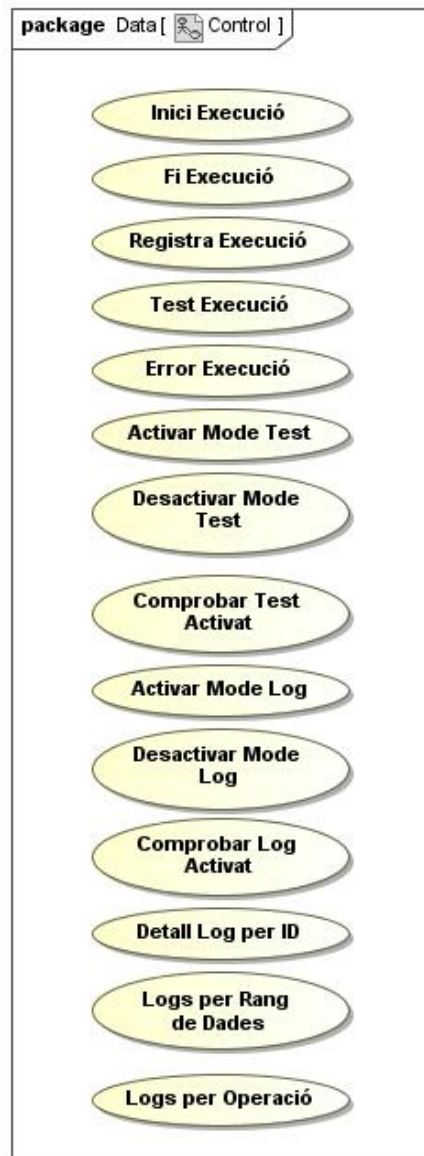 package Data [ Control ]
Inici Execució
Fi Execució
Registra Execució
Test Execució
Error Execució
Activar Mode Test
Desactivar Mode
Test
Comprobar Test
Activat
Activar Mode Log
Desactivar Mode
Log
Comprobar Log
Activat
Detall Log per ID
Logs per Rang
de Dades
Logs per Operació